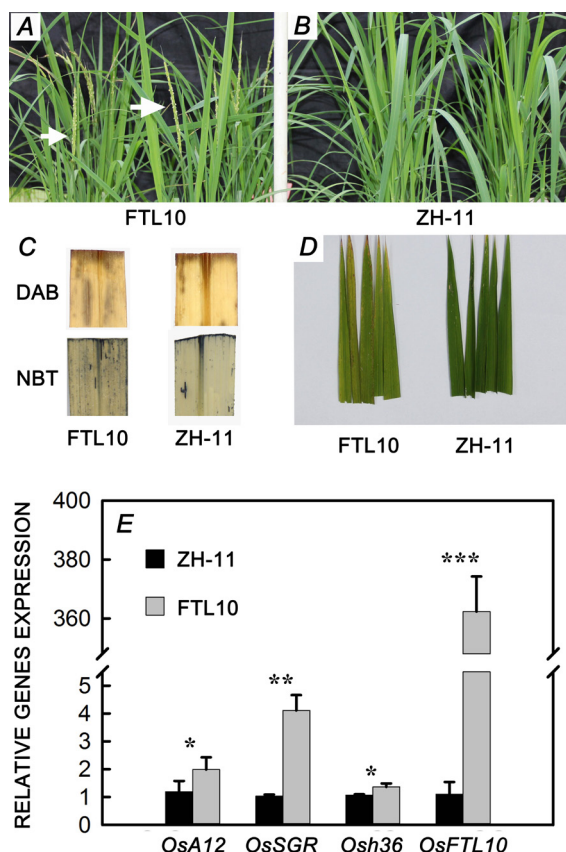 A
B
FTL10
ZH-11
C
D
DAB
NBT
FTL10
ZH-11
FTL10
ZH-11
E
RELATIVE GENES EXPRESSION
400
380
360
5
4
3
2
1
0
ZH-11
FTL10
*
**
*
***
OsA12
OsSGR
Osh36
OsFTL10